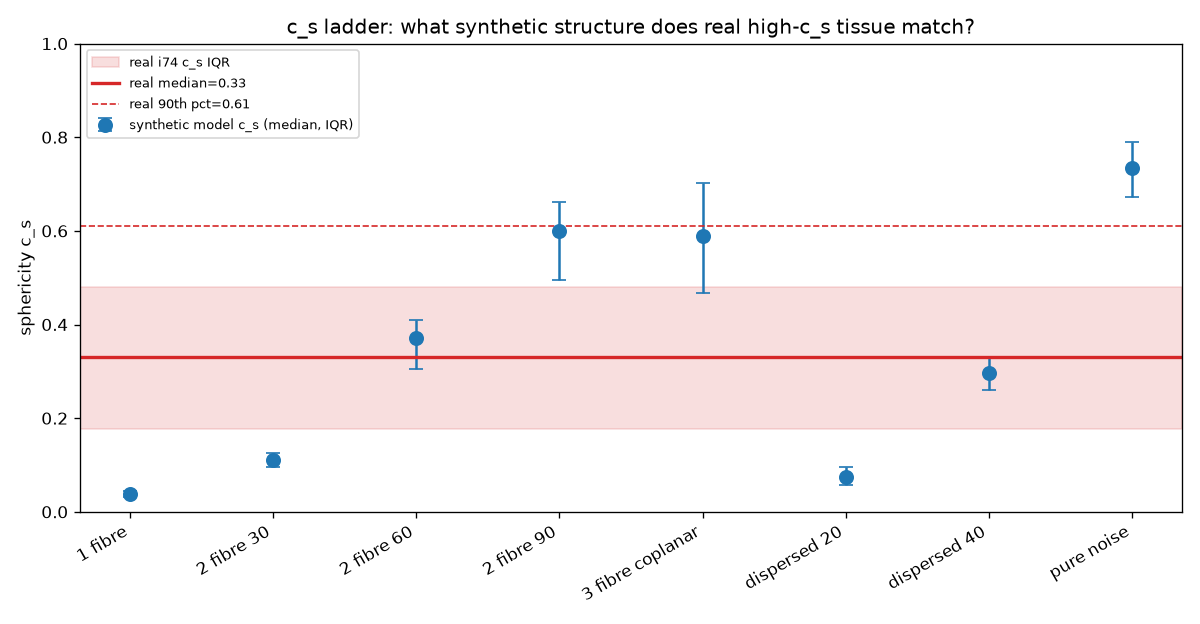 c_s ladder: what synthetic structure does real high-c_s tissue match?
real i74 c_s IQR
real median=0.33
real 90th pct=0.61
synthetic model c_s (median, IQR)
sphericity c_s
1.0
0.8
0.6
0.4
0.2
0.0
1 fibre
2 fibre 30
2 fibre 60
2 fibre 90
3 fibre coplanar
dispersed 20
dispersed 40
pure noise